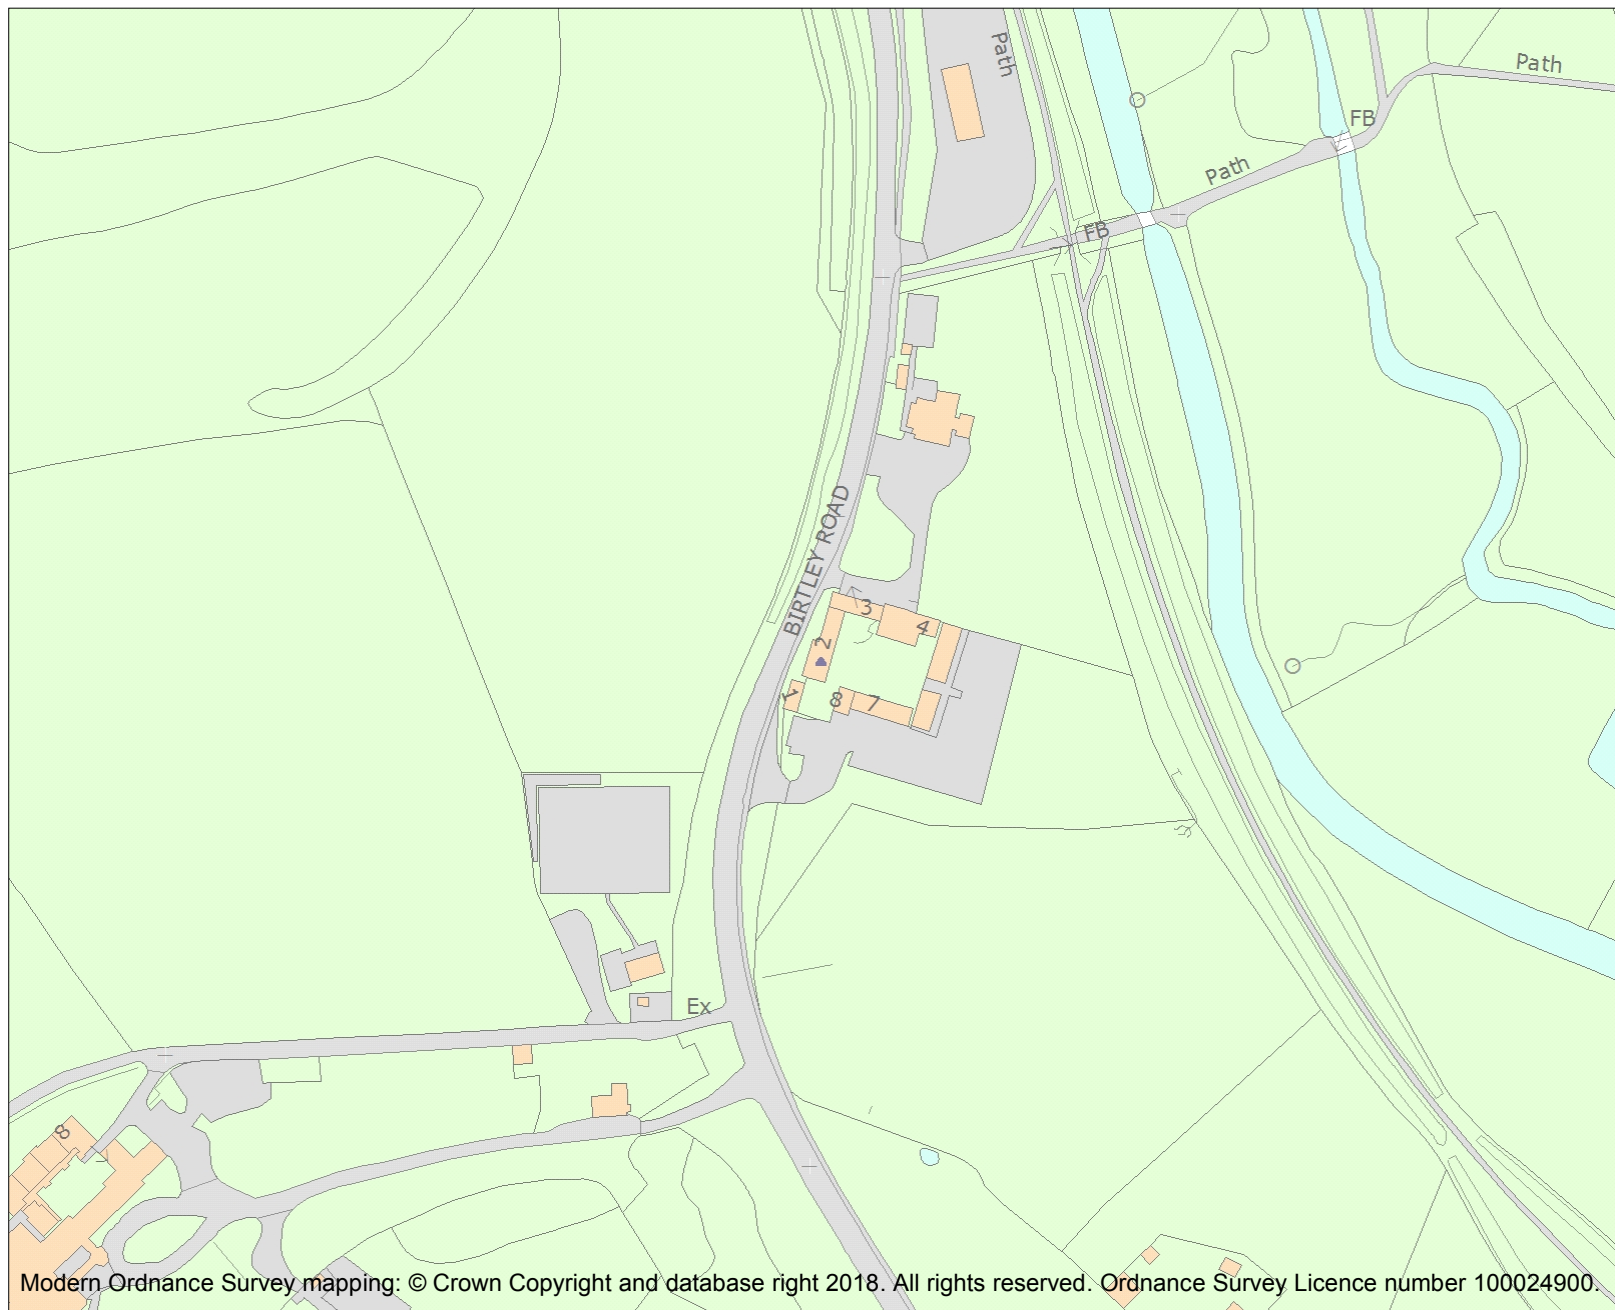 Path
Path
FB
Path
FB
BIRTLEY ROAD
3
4
2
1
8
7
Ex
8
Modern Ordnance Survey mapping: © Crown Copyright and database right 2018. All rights reserved. Ordnance Survey Licence number 100024900.